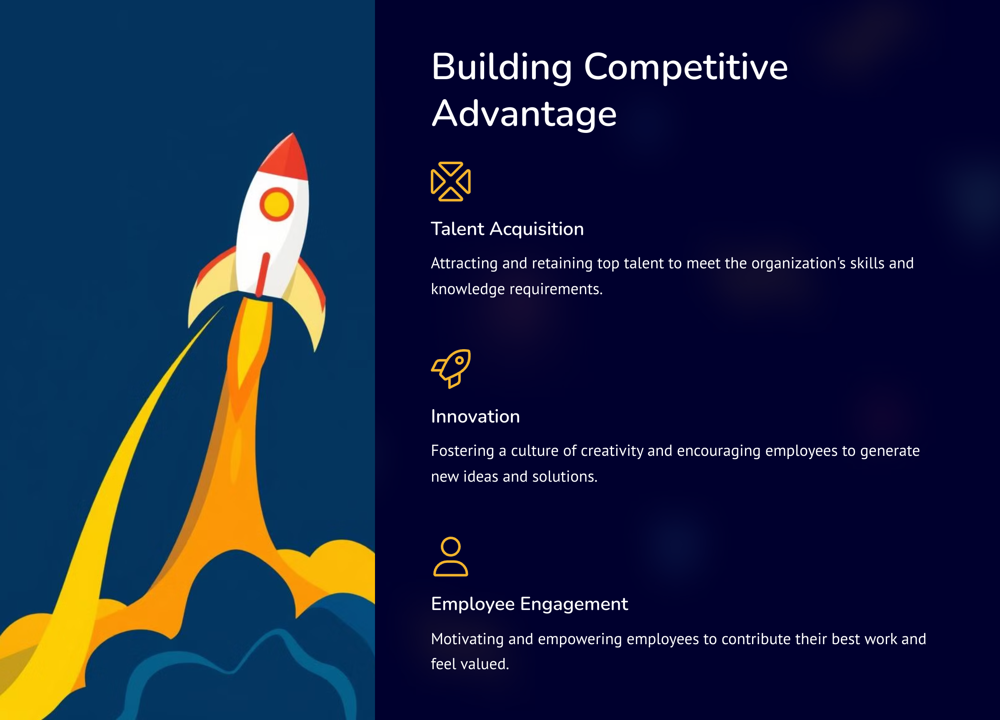 Building Competitive
Advantage
Talent Acquisition
Attracting and retaining top talent to meet the organization's skills and
knowledge requirements.
Innovation
Fostering a culture of creativity and encouraging employees to generate
new ideas and solutions.
Employee Engagement
Motivating and empowering employees to contribute their best work and
feel valued.